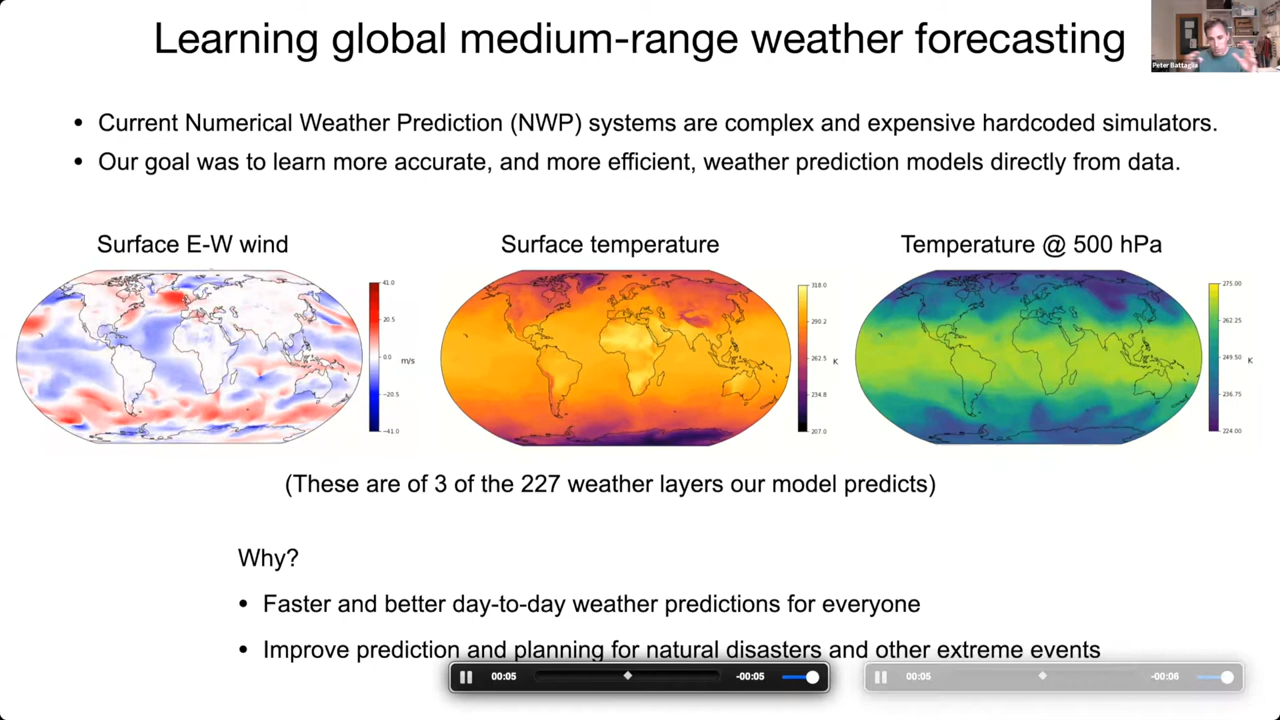 Learning global medium-range weather forecasting
Peter Battaglia
• Current Numerical Weather Prediction (NWP) systems are complex and expensive hardcoded simulators.
• Our goal was to learn more accurate, and more efficient, weather prediction models directly from data.
Surface E-W wind
Surface temperature
Temperature @ 500 hPa
41.0
20.5
0.0
m/s
-20.5
-41.0
318.0
290.2
262.5
K
234.8
207.0
275.00
262.25
249.50
K
236.75
224.00
(These are of 3 of the 227 weather layers our model predicts)
Why?
• Faster and better day-to-day weather predictions for everyone
• Improve prediction and planning for natural disasters and other extreme events
00:05
-00:05
00:05
-00:06